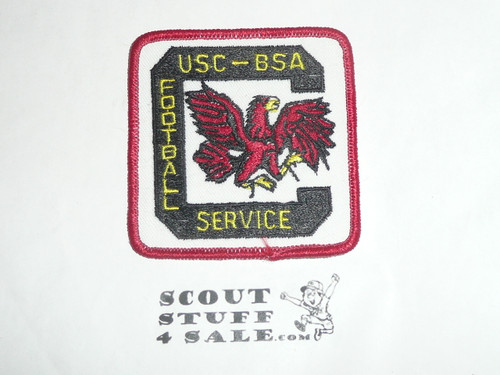 USC-BSA
FOOTBALL
SERVICE
SCOUT
STUFF
4 SALE.COM